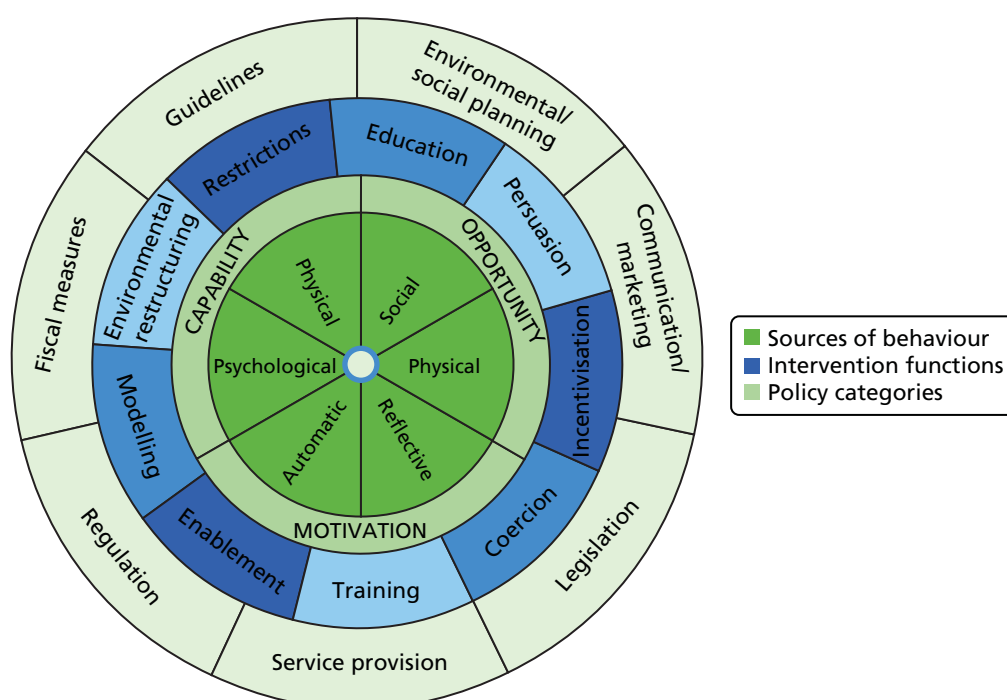 Guidelines
Environmental/
social planning
Communication/
marketing
Legislation
Service provision
Regulation
Fiscal measures
Restrictions
Education
Persuasion
Incentivisation
Coercion
Training
Enablement
Modelling
Environmental
restructuring
CAPABILITY
OPPORTUNITY
MOTIVATION
Physical
Social
Physical
Reflective
Automatic
Psychological
Sources of behaviour
Intervention functions
Policy categories